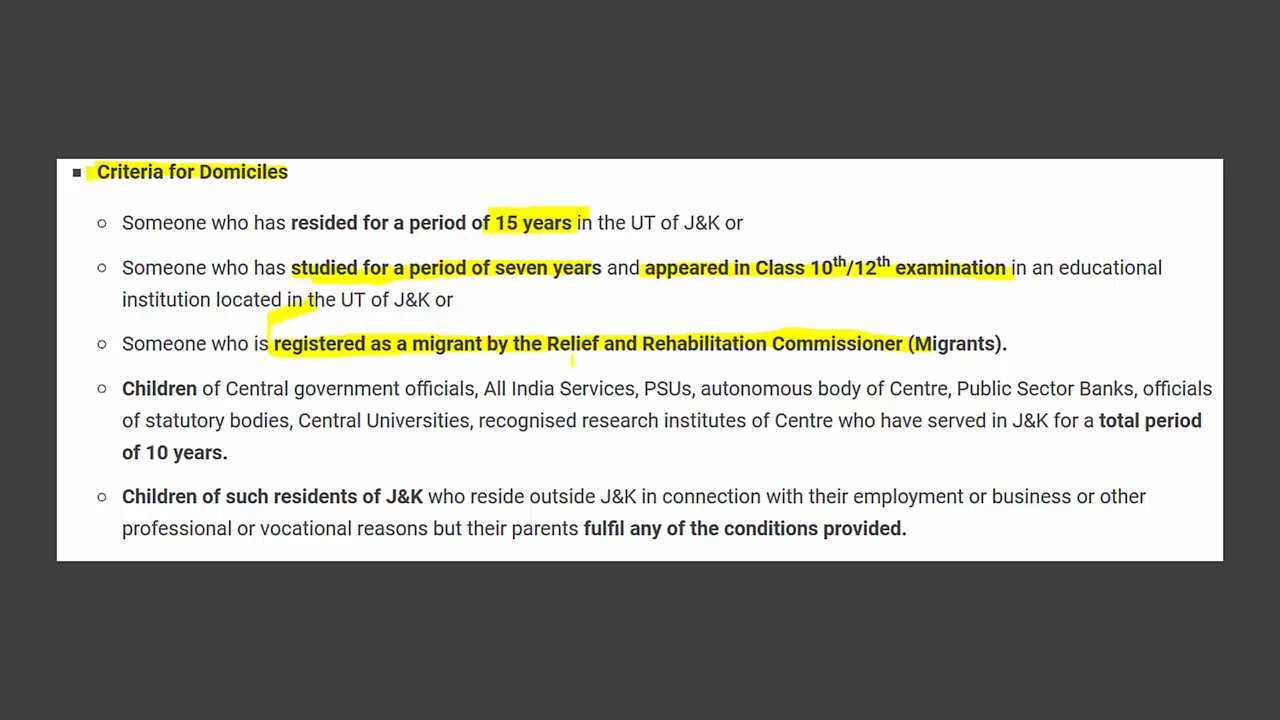 ▪ Criteria for Domiciles
○ Someone who has resided for a period of 15 years in the UT of J&K or
○ Someone who has studied for a period of seven years and appeared in Class 10th/12th examination in an educational
institution located in the UT of J&K or
○ Someone who is registered as a migrant by the Relief and Rehabilitation Commissioner (Migrants).
○ Children of Central government officials, All India Services, PSUs, autonomous body of Centre, Public Sector Banks, officials
of statutory bodies, Central Universities, recognised research institutes of Centre who have served in J&K for a total period
of 10 years.
○ Children of such residents of J&K who reside outside J&K in connection with their employment or business or other
professional or vocational reasons but their parents fulfil any of the conditions provided.